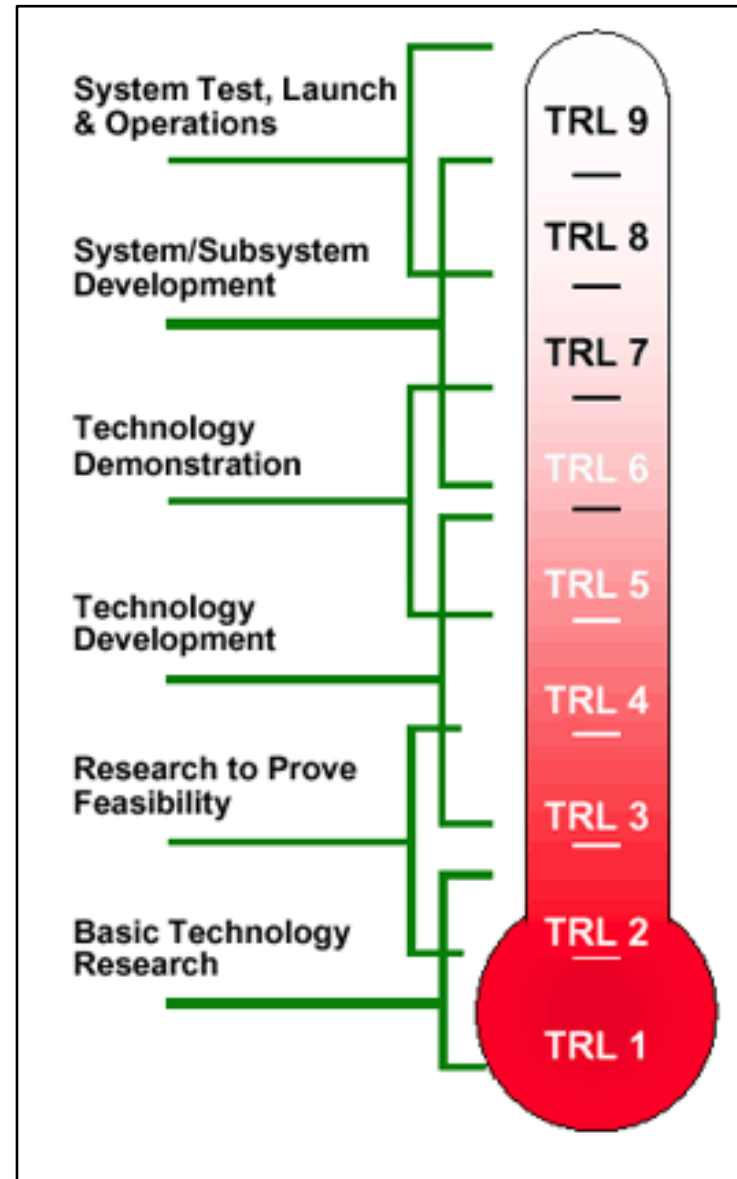 System Test, Launch
& Operations
System/Subsystem
Development
Technology
Demonstration
Technology
Development
Research to Prove
Feasibility
Basic Technology
Research
TRL 9
TRL 8
TRL 7
TRL 6
TRL 5
TRL 4
TRL 3
TRL 2
TRL 1